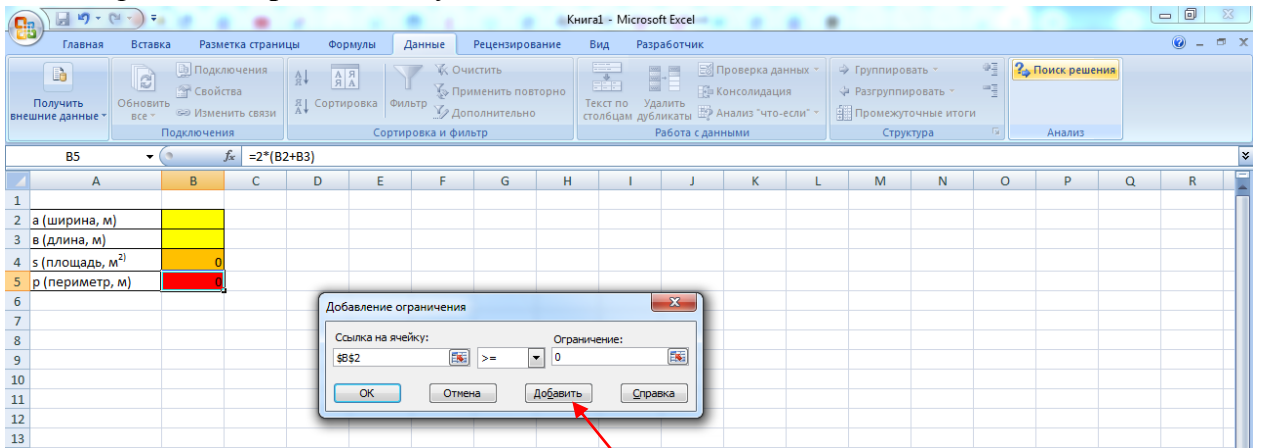 Книга1 - Microsoft Excel
Главная Вставка Разметка страницы Формулы Данные Рецензирование Вид Разработчик
Получить внешние данные
Обновить все
Подключения
Свойства
Изменить связи
Подключения
Сортировка
Фильтр
Очистить
Применить повторно
Дополнительно
Сортировка и фильтр
Текст по столбцам
Удалить дубликаты
Проверка данных
Консолидация
Анализ "что-если"
Работа с данными
Группировать
Разгруппировать
Промежуточные итоги
Структура
Поиск решения
Анализ
B5 fx =2*(B2+B3)
A B C D E F G H I J K L M N O P Q R
1
2 а (ширина, м)
3 в (длина, м)
4 s (площадь, м2) 0
5 р (периметр, м) 0
6
7
8
9
10
11
12
13
Добавление ограничения
Ссылка на ячейку: Ограничение:
$B$2 >= 0
ОК Отмена Добавить Справка